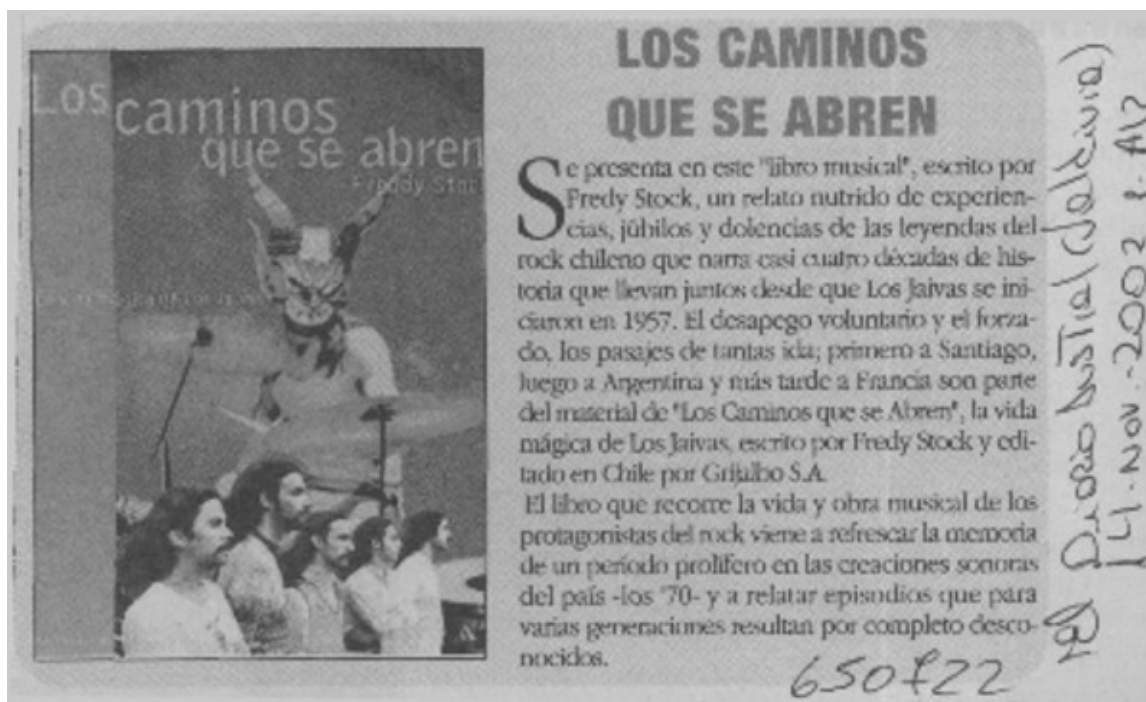 Los caminos
que se abren
LOS CAMINOS
QUE SE ABREN
Se presenta en este "libro musical", escrito por
Fredy Stock, un relato nutrido de experien-
cias, júbilos y dolencias de las leyendas del
rock chileno que narra casi cuatro décadas de his-
toria que llevan juntos desde que Los Jaivas se ini-
ciaron en 1957. El desapego voluntario y el forza-
do, los pasajes de tantas ida; primero a Santiago,
luego a Argentina y más tarde a Francia son parte
del material de "Los Caminos que se Abren", la vida
mágica de Los Jaivas, escrito por Fredy Stock y edi-
tado en Chile por Grijalbo S.A.
El libro que recorre la vida y obra musical de los
protagonistas del rock viene a refrescar la memoria
de un período prolífero en las creaciones sonoras
del país -los '70- y a relatar episodios que para
varias generaciones resultan por completo desco-
nocidos.
El Diario Austral (Valdivia)
650722